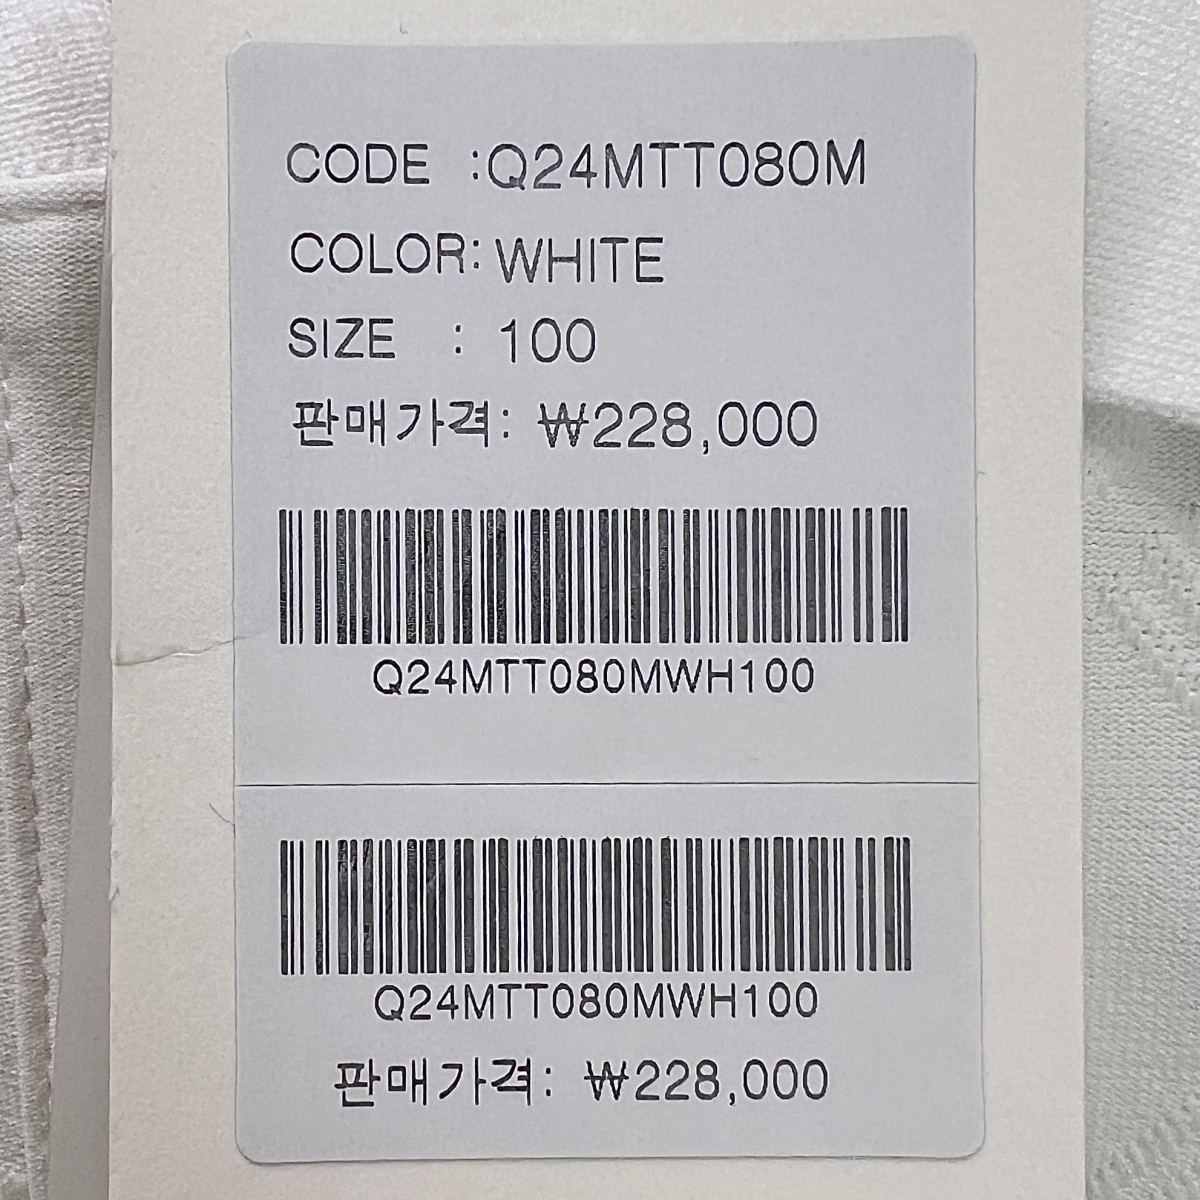 CODE :Q24MTT080M
COLOR: WHITE
SIZE : 100
판매가격: ₩228,000
Q24MTT080MWH100
Q24MTT080MWH100
판매가격: ₩228,000